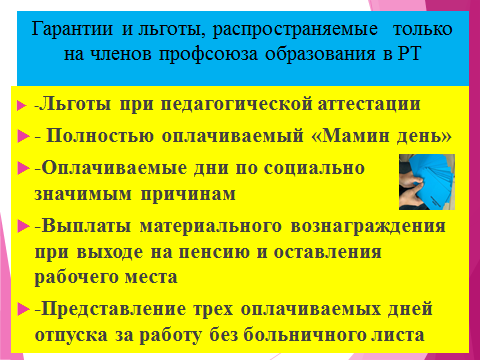 Гарантии и льготы, распространяемые только
на членов профсоюза образования в РТ
-Льготы при педагогической аттестации
- Полностью оплачиваемый «Мамин день»
-Оплачиваемые дни по социально
значимым причинам
-Выплаты материального вознаграждения
при выходе на пенсию и оставления
рабочего места
-Представление трех оплачиваемых дней
отпуска за работу без больничного листа